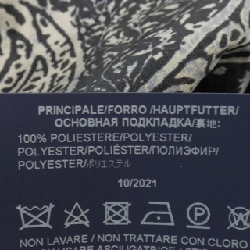 PRINCIPALE/FORRO/HAUPTFUTTER/
ОСНОВНАЯ ПОДКЛАДКА/裏地:
100% POLIESTERE/POLYESTER/
POLYESTER/POLIÉSTER/ПОЛИЭФИР/
POLYESTER/ポリエステル
10/2021
NON LAVARE / NON TRATTARE CON CLORO